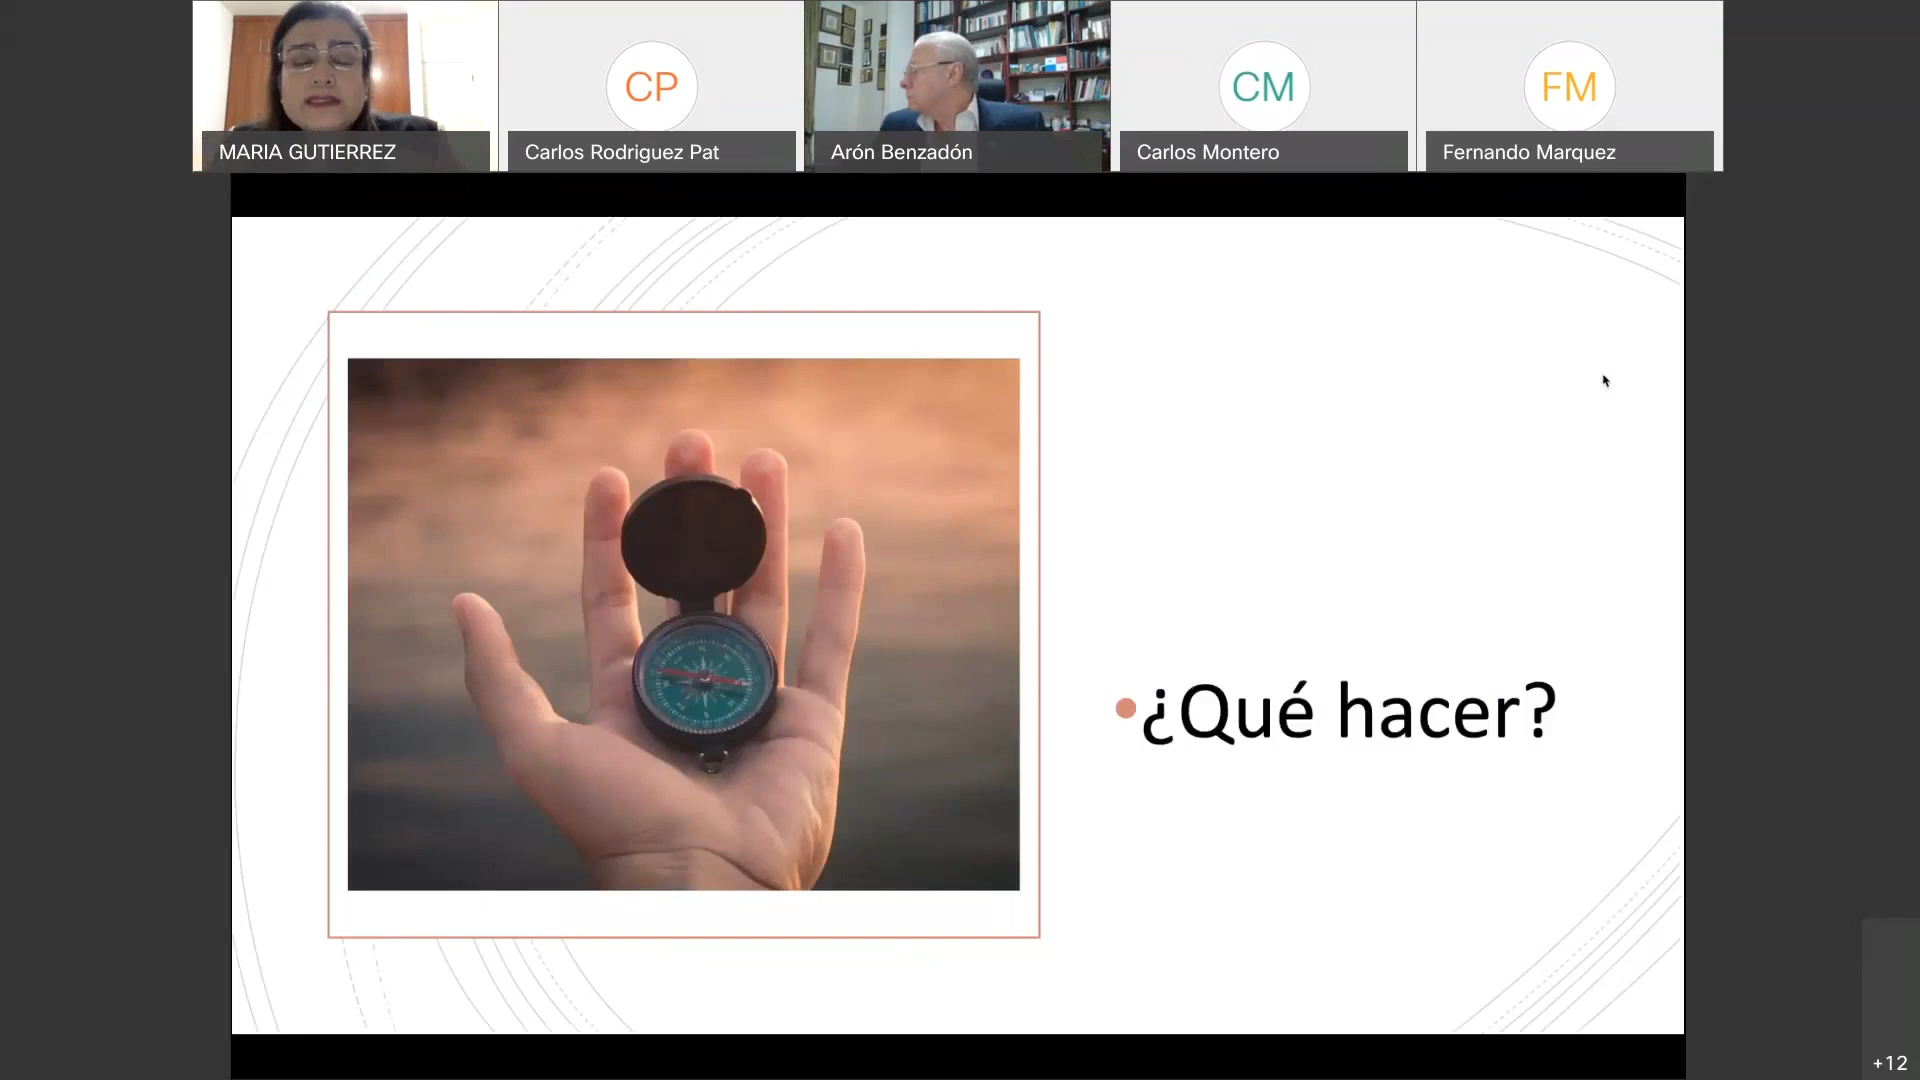 MARIA GUTIERREZ
CP
Carlos Rodriguez Pat
Arón Benzadón
CM
Carlos Montero
FM
Fernando Marquez
¿Qué hacer?
+12